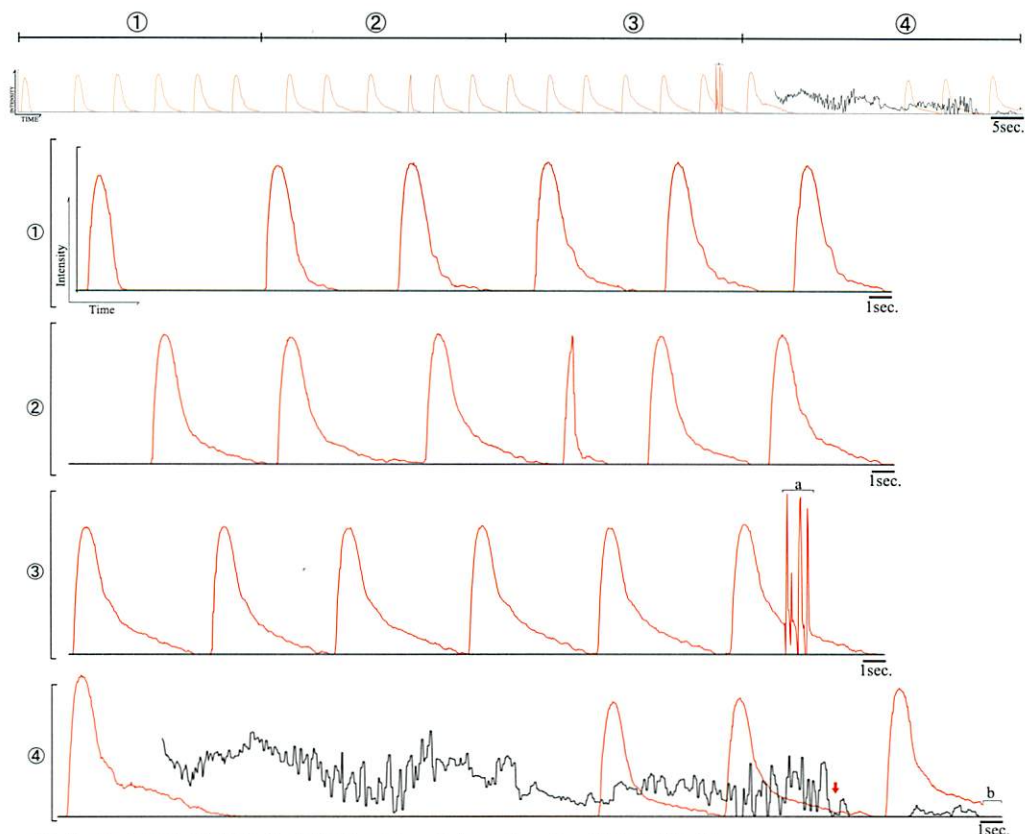 ① ② ③ ④
INTENSITY
TIME
5sec.
①
Intensity
Time
1sec.
②
1sec.
a
③
1sec.
④
b
1sec.